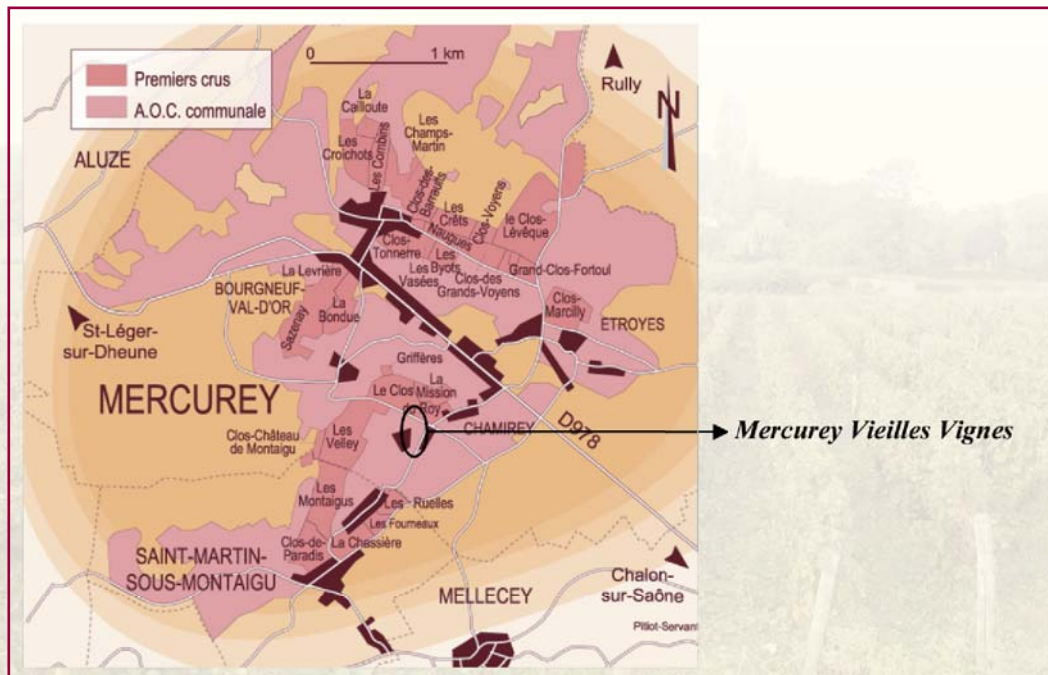 0 1 km
Premiers crus
A.O.C. communale
Rully
N
ALUZE
La
Cailloute
Les
Croichots
Les Combins
Les
Champs-
Martin
Clos-des-
Barraults
Les
Crêts
Naugues
Clos-Voyens
le Clos-
Lévêque
Clos-
Tonnerre
Les
Vasées
Les
Byots
Clos-des
Grands-Voyens
Grand-Clos-Fortoul
La Levrière
BOURGNEUF-
VAL-D'OR
Sazenay
La
Bondue
Clos-
Marcilly
ETROYES
St-Léger-
sur-Dheune
Griffères
MERCUREY
Le Clos
La
Mission
Roy
CHAMIREY
D978
Mercurey Vieilles Vignes
Clos-Château
de Montaigu
Les
Velley
Les
Montaigus
Les Ruelles
Les Fourneaux
Clos-de-
Paradis
La Chassière
SAINT-MARTIN-
SOUS-MONTAIGU
MELLECEY
Chalon-
sur-Saône
Pitiot-Servant